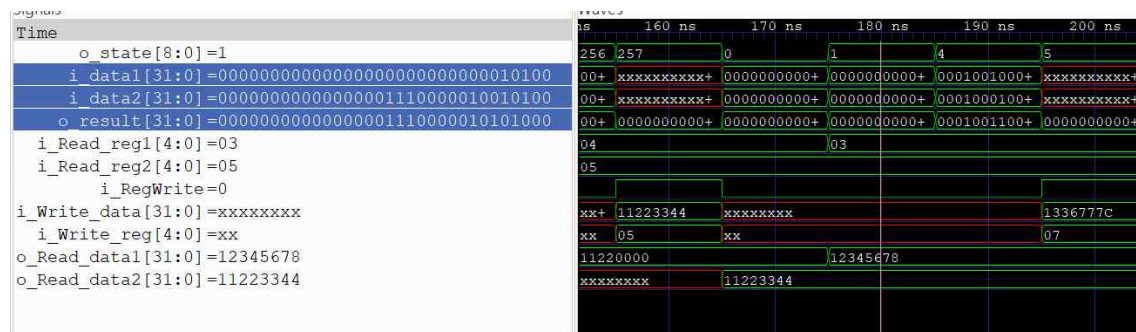 Signals
Waves
Time
ns 160 ns 170 ns 180 ns 190 ns 200 ns
o_state[8:0]=1 256 257 0 1 4 5
i_data1[31:0]=00000000000000000000000000010100 00+ xxxxxxxxxx+ 0000000000+ 0000000000+ 0001001000+ xxxxxxxxxx+
i_data2[31:0]=00000000000000001110000010010100 00+ xxxxxxxxxx+ 0000000000+ 0000000000+ 0001000100+ xxxxxxxxxx+
o_result[31:0]=00000000000000001110000010101000 00+ 0000000000+ 0000000000+ 0000000000+ 0001001100+ 0000000000+
i_Read_reg1[4:0]=03 04 03
i_Read_reg2[4:0]=05 05
i_RegWrite=0
i_Write_data[31:0]=xxxxxxxx xx+ 11223344 xxxxxxxx 1336777C
i_Write_reg[4:0]=xx xx 05 xx 07
o_Read_data1[31:0]=12345678 11220000 12345678
o_Read_data2[31:0]=11223344 xxxxxxxx 11223344